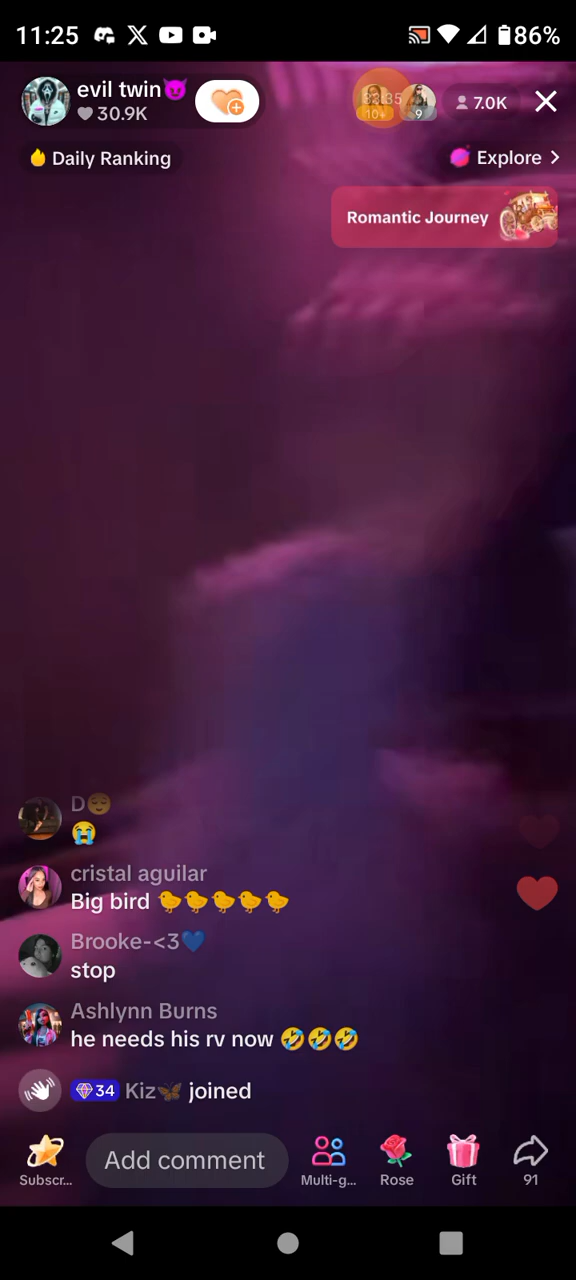 11:25
86%
evil twin😈
30.9K
10+
9
7.0K
Daily Ranking
Explore
Romantic Journey
D😌
😭
cristal aguilar
Big bird 🐤🐤🐤🐤🐤
Brooke-<3💙
stop
Ashlynn Burns
he needs his rv now 🤣🤣🤣
34 Kiz🦋 joined
Add comment
Subscr...
Multi-g...
Rose
Gift
91